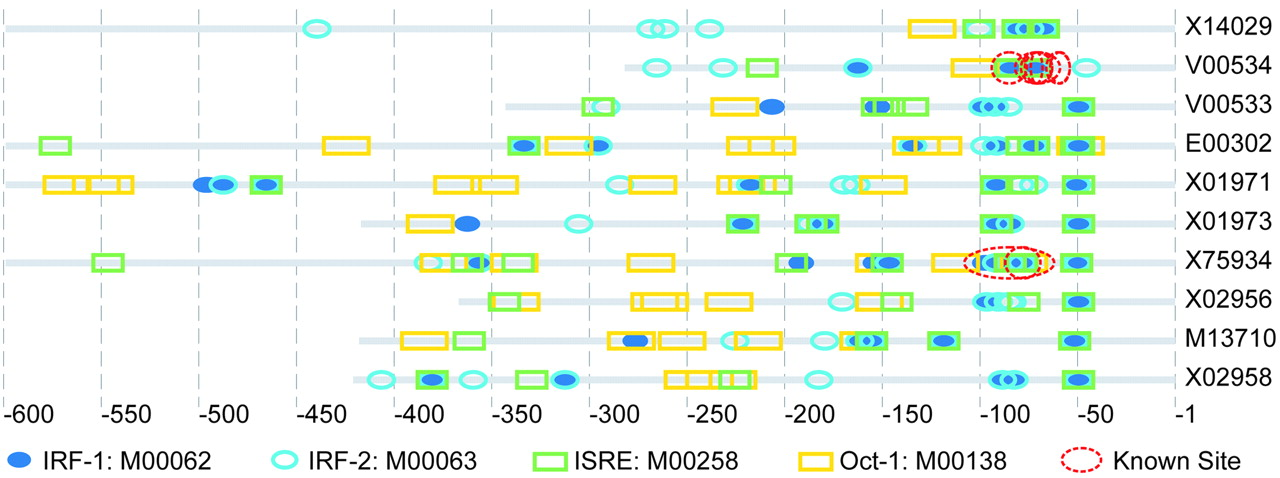 X14029
V00534
V00533
E00302
X01971
X01973
X75934
X02956
M13710
X02958
-600 -550 -500 -450 -400 -350 -300 -250 -200 -150 -100 -50 -1
IRF-1: M00062 IRF-2: M00063 ISRE: M00258 Oct-1: M00138 Known Site